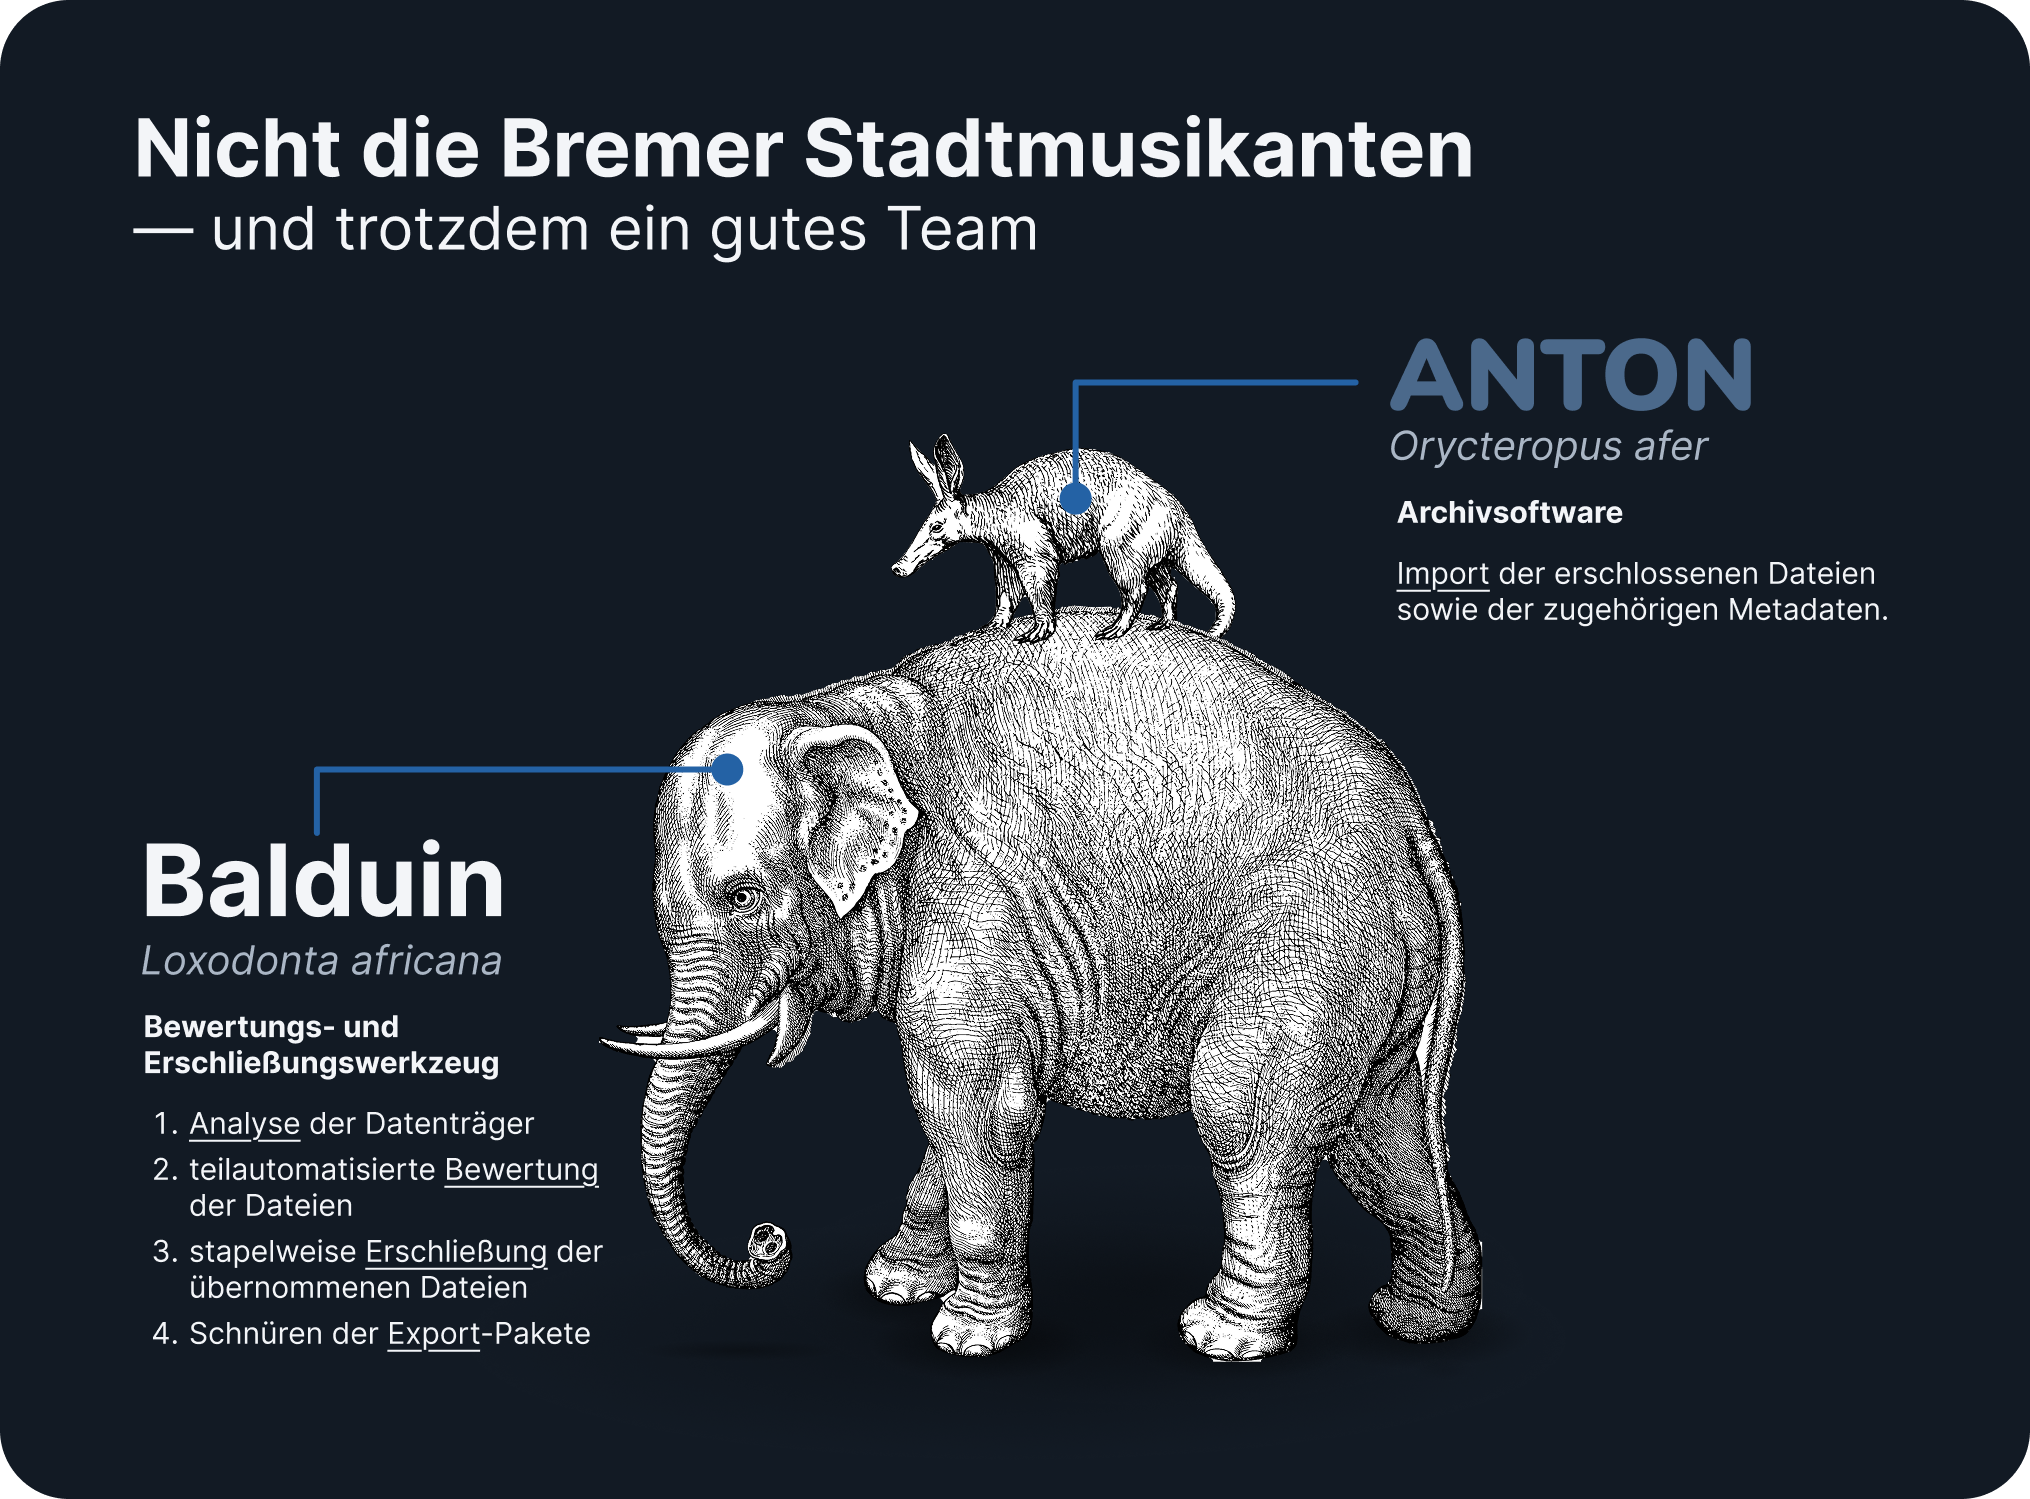 Nicht die Bremer Stadtmusikanten
— und trotzdem ein gutes Team
ANTON
Orycteropus afer
Archivsoftware
Import der erschlossenen Dateien
sowie der zugehörigen Metadaten.
Balduin
Loxodonta africana
Bewertungs- und
Erschließungswerkzeug
1. Analyse der Datenträger
2. teilautomatisierte Bewertung
der Dateien
3. stapelweise Erschließung der
übernommenen Dateien
4. Schnüren der Export-Pakete